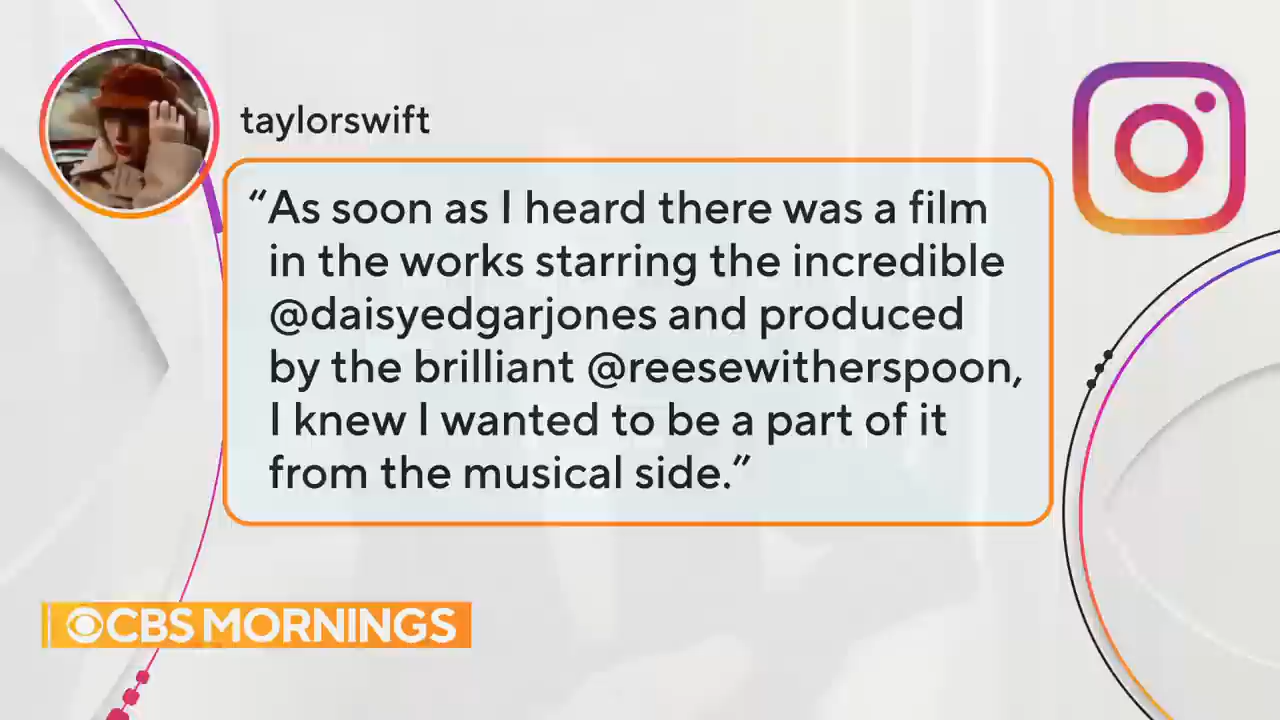 taylorswift
“As soon as I heard there was a film
in the works starring the incredible
@daisyedgarjones and produced
by the brilliant @reesewitherspoon,
I knew I wanted to be a part of it
from the musical side.”
CBS MORNINGS